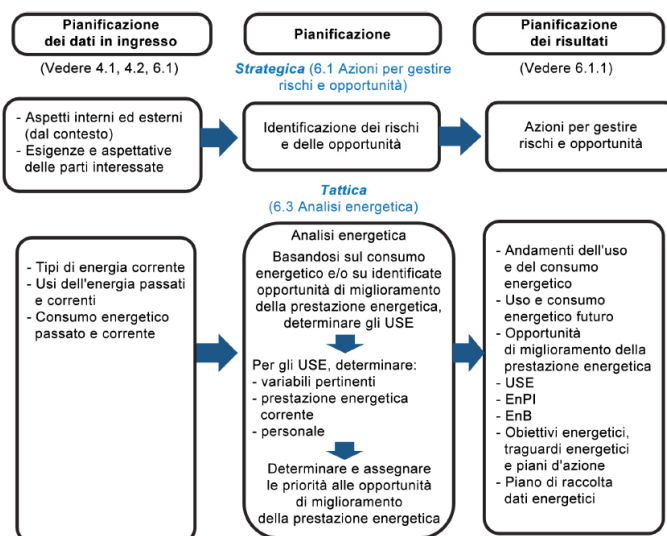 Pianificazione
dei dati in ingresso
Pianificazione
Pianificazione
dei risultati
(Vedere 4.1, 4.2, 6.1)
Strategica (6.1 Azioni per gestire
rischi e opportunità)
(Vedere 6.1.1)
- Aspetti interni ed esterni
(dal contesto)
- Esigenze e aspettative
delle parti interessate
Identificazione dei rischi
e delle opportunità
Azioni per gestire
rischi e opportunità
Tattica
(6.3 Analisi energetica)
- Tipi di energia corrente
- Usi dell'energia passati
e correnti
- Consumo energetico
passato e corrente
Analisi energetica
Basandosi sul consumo
energetico e/o su identificate
opportunità di miglioramento
della prestazione energetica,
determinare gli USE
Per gli USE, determinare:
- variabili pertinenti
- prestazione energetica
corrente
- personale
Determinare e assegnare
le priorità alle opportunità
di miglioramento
della prestazione energetica
- Andamenti dell'uso
e del consumo
energetico
- Uso e consumo
energetico futuro
- Opportunità
di miglioramento della
prestazione energetica
- USE
- EnPI
- EnB
- Obiettivi energetici,
traguardi energetici
e piani d'azione
- Piano di raccolta
dati energetici